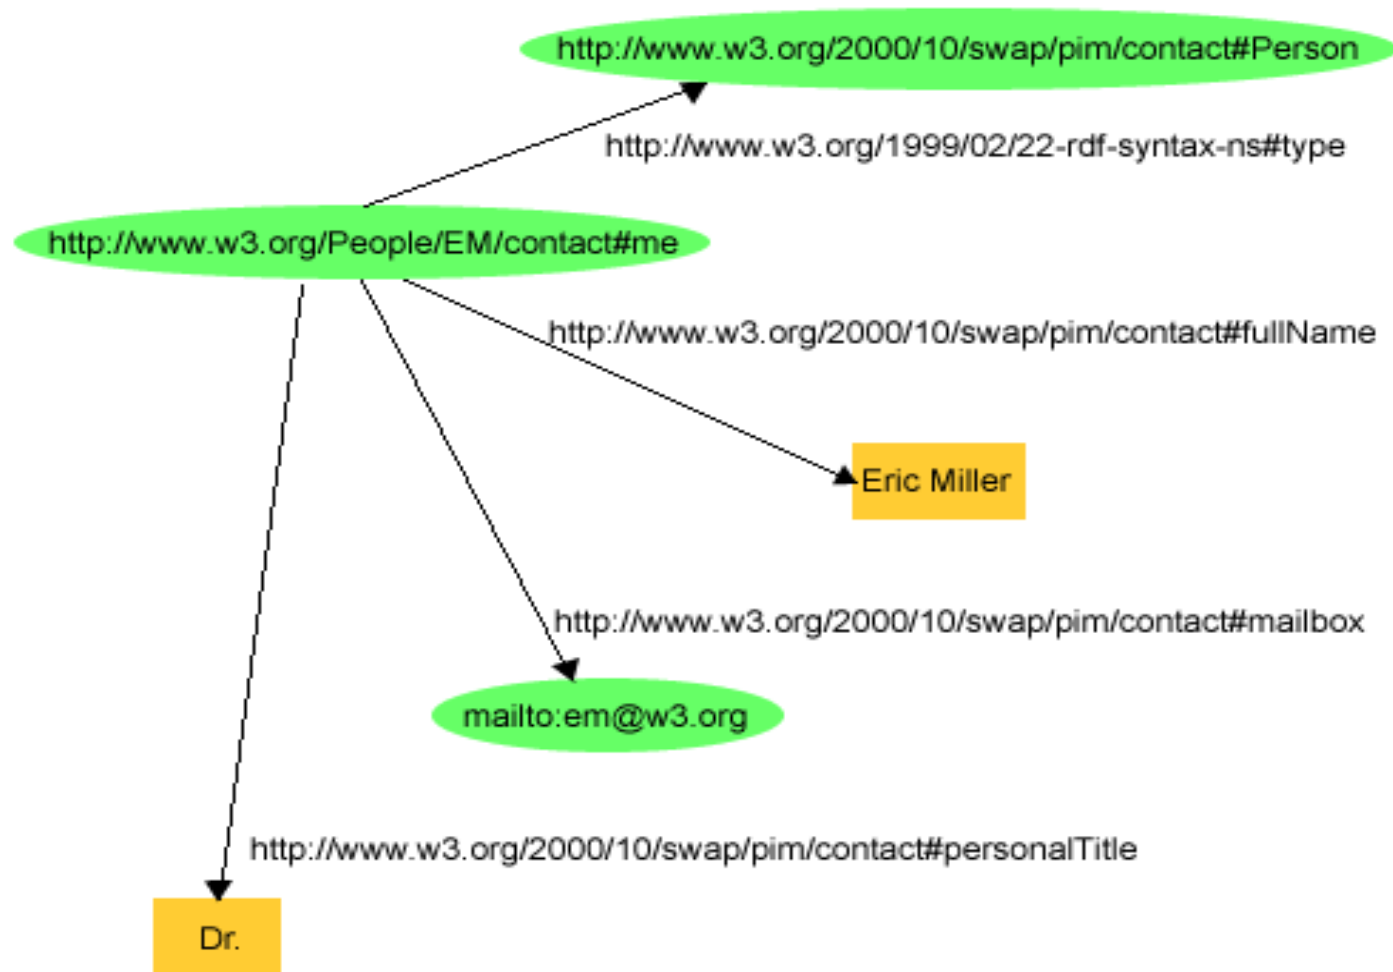 http://www.w3.org/2000/10/swap/pim/contact#Person
http://www.w3.org/1999/02/22-rdf-syntax-ns#type
http://www.w3.org/People/EM/contact#me
http://www.w3.org/2000/10/swap/pim/contact#fullName
Eric Miller
http://www.w3.org/2000/10/swap/pim/contact#mailbox
mailto:em@w3.org
http://www.w3.org/2000/10/swap/pim/contact#personalTitle
Dr.